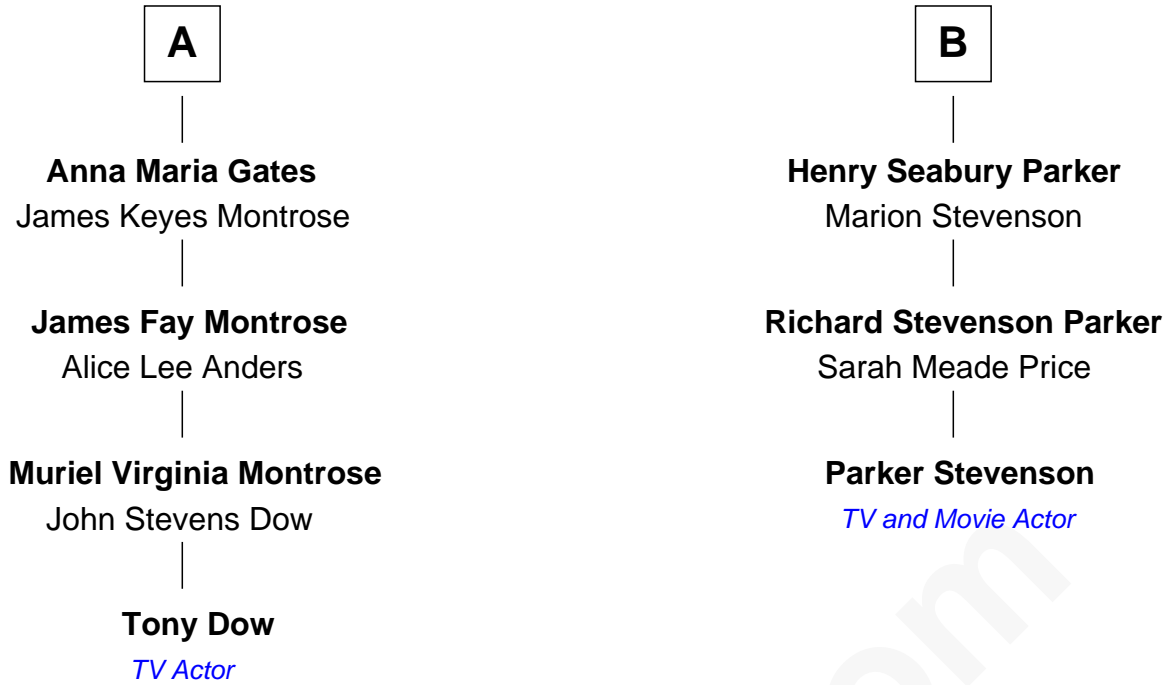 A
Anna Maria Gates
James Keyes Montrose
James Fay Montrose
Alice Lee Anders
Muriel Virginia Montrose
John Stevens Dow
Tony Dow
TV Actor
B
Henry Seabury Parker
Marion Stevenson
Richard Stevenson Parker
Sarah Meade Price
Parker Stevenson
TV and Movie Actor
om